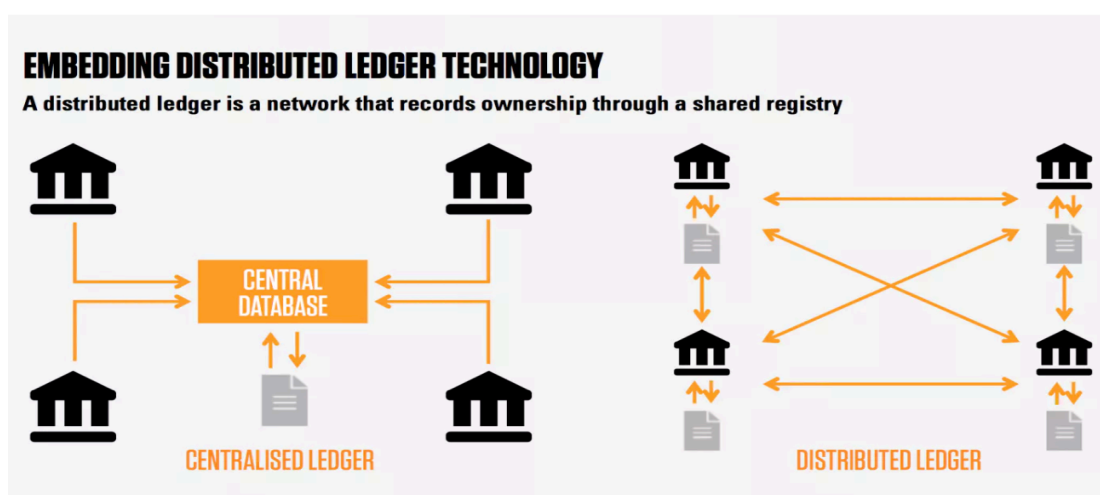 EMBEDDING DISTRIBUTED LEDGER TECHNOLOGY
A distributed ledger is a network that records ownership through a shared registry
CENTRAL
DATABASE
CENTRALISED LEDGER
DISTRIBUTED LEDGER